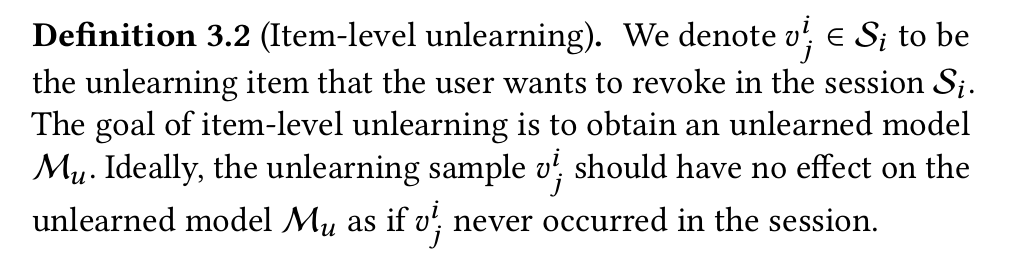 Definition 3.2 (Item-level unlearning). We denote $v_j^i \in \mathcal{S}_i$ to be
the unlearning item that the user wants to revoke in the session $\mathcal{S}_i$.
The goal of item-level unlearning is to obtain an unlearned model
$\mathcal{M}_u$. Ideally, the unlearning sample $v_j^i$ should have no effect on the
unlearned model $\mathcal{M}_u$ as if $v_j^i$ never occurred in the session.